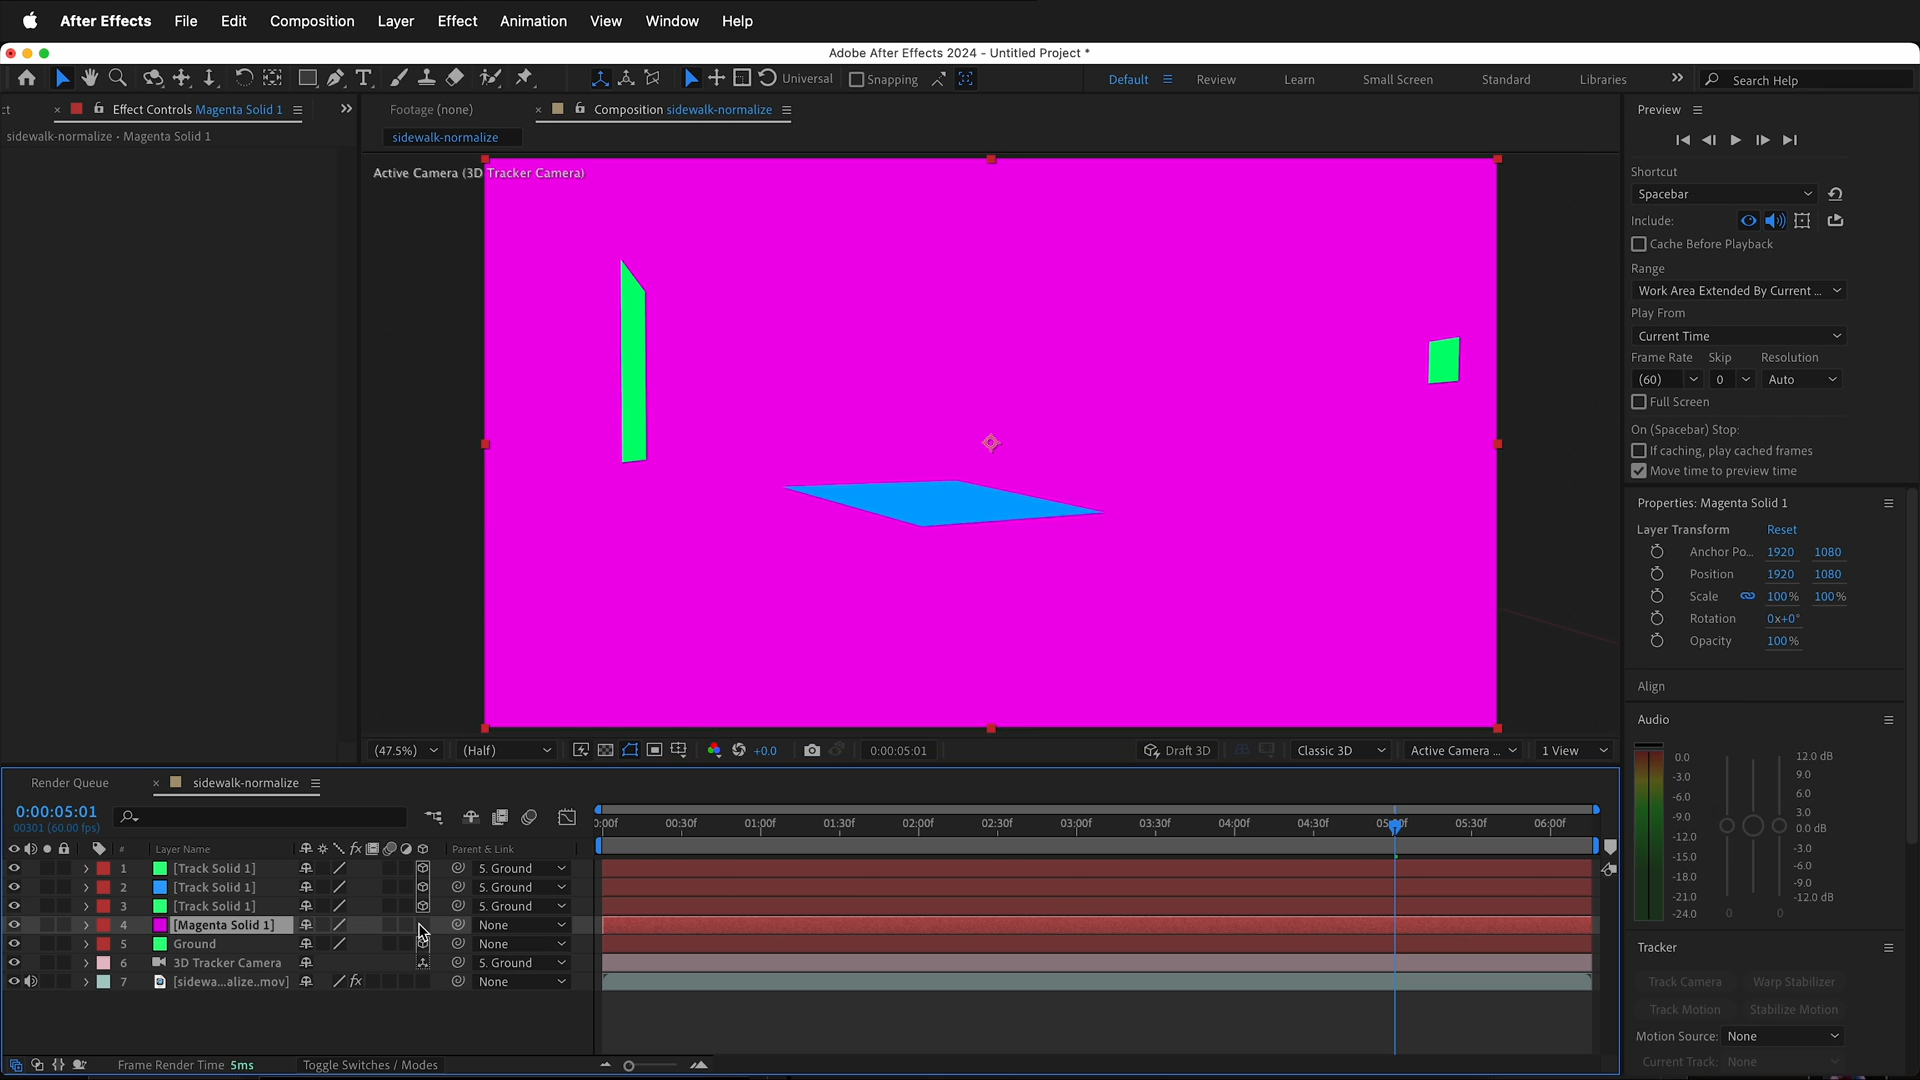 After Effects File Edit Composition Layer Effect Animation View Window Help
Adobe After Effects 2024 - Untitled Project *
Universal Snapping Default Review Learn Small Screen Standard Libraries Search Help
ct Effect Controls Magenta Solid 1 Footage (none) Composition sidewalk-normalize Preview
sidewalk-normalize • Magenta Solid 1 sidewalk-normalize
Active Camera (3D Tracker Camera)
Shortcut
Spacebar
Include:
Cache Before Playback
Range
Work Area Extended By Current ...
Play From
Current Time
Frame Rate Skip Resolution
(60) 0 Auto
Full Screen
On (Spacebar) Stop:
If caching, play cached frames
Move time to preview time
Properties: Magenta Solid 1
Layer Transform Reset
Anchor Po... 1920 1080
Position 1920 1080
Scale 100% 100%
Rotation 0x+0°
Opacity 100%
Align
Audio
0.0 12.0 dB
-3.0 9.0
-6.0 6.0
-9.0 3.0
-12.0 0.0 dB
-15.0 -3.0
-18.0 -6.0
-21.0 -9.0
-24.0 0 0 -12.0 dB
Tracker
Track Camera Warp Stabilizer
Track Motion Stabilize Motion
Motion Source: None
Current Track: None
(47.5%) (Half) +0.0 0:00:05:01 Draft 3D Classic 3D Active Camera ... 1 View
Render Queue sidewalk-normalize
0:00:05:01
00301 (60.00 fps)
0:00f 00:30f 01:00f 01:30f 02:00f 02:30f 03:00f 03:30f 04:00f 04:30f 05:30f 06:00f
# Layer Name fx Parent & Link
1 [Track Solid 1] 5. Ground
2 [Track Solid 1] 5. Ground
3 [Track Solid 1] 5. Ground
4 [Magenta Solid 1] None
5 Ground None
6 3D Tracker Camera 5. Ground
7 [sidewa...alize..mov] fx None
Frame Render Time 5ms Toggle Switches / Modes